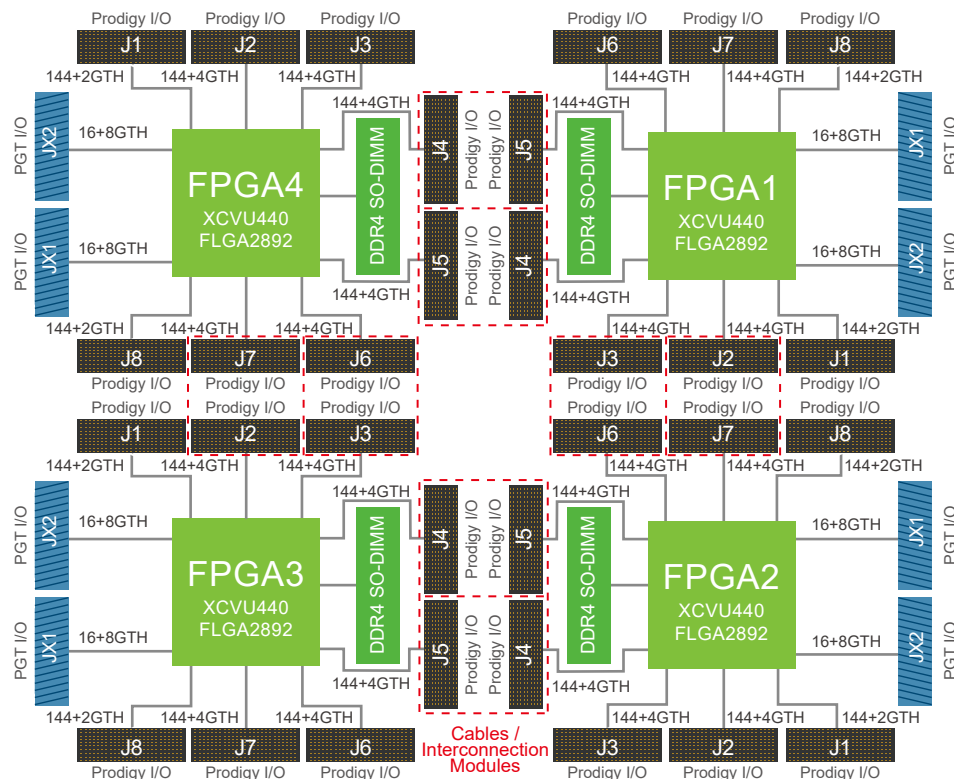 Prodigy I/O Prodigy I/O Prodigy I/O Prodigy I/O Prodigy I/O Prodigy I/O
J1 J2 J3 J6 J7 J8
144+2GTH 144+4GTH 144+4GTH 144+4GTH 144+4GTH 144+2GTH
144+4GTH 144+4GTH
PGT I/O JX2 16+8GTH J4 Prodigy I/O Prodigy I/O J5 16+8GTH JX1 PGT I/O
FPGA4 DDR4 SO-DIMM DDR4 SO-DIMM FPGA1
XCVU440 XCVU440
FLGA2892 FLGA2892
PGT I/O JX1 16+8GTH J5 Prodigy I/O Prodigy I/O J4 16+8GTH JX2 PGT I/O
144+4GTH 144+4GTH
144+2GTH 144+4GTH 144+4GTH 144+4GTH 144+4GTH 144+2GTH
J8 J7 J6 J3 J2 J1
Prodigy I/O Prodigy I/O Prodigy I/O Prodigy I/O Prodigy I/O Prodigy I/O
Prodigy I/O Prodigy I/O Prodigy I/O Prodigy I/O Prodigy I/O Prodigy I/O
J1 J2 J3 J6 J7 J8
144+2GTH 144+4GTH 144+4GTH 144+4GTH 144+4GTH 144+2GTH
144+4GTH 144+4GTH
PGT I/O JX2 16+8GTH J4 Prodigy I/O Prodigy I/O J5 16+8GTH JX1 PGT I/O
FPGA3 DDR4 SO-DIMM DDR4 SO-DIMM FPGA2
XCVU440 XCVU440
FLGA2892 FLGA2892
PGT I/O JX1 16+8GTH J5 Prodigy I/O Prodigy I/O J4 16+8GTH JX2 PGT I/O
144+4GTH 144+4GTH
144+2GTH 144+4GTH 144+4GTH 144+4GTH 144+4GTH 144+2GTH
J8 J7 J6 J3 J2 J1
Prodigy I/O Prodigy I/O Prodigy I/O Prodigy I/O Prodigy I/O Prodigy I/O
Cables /
Interconnection
Modules